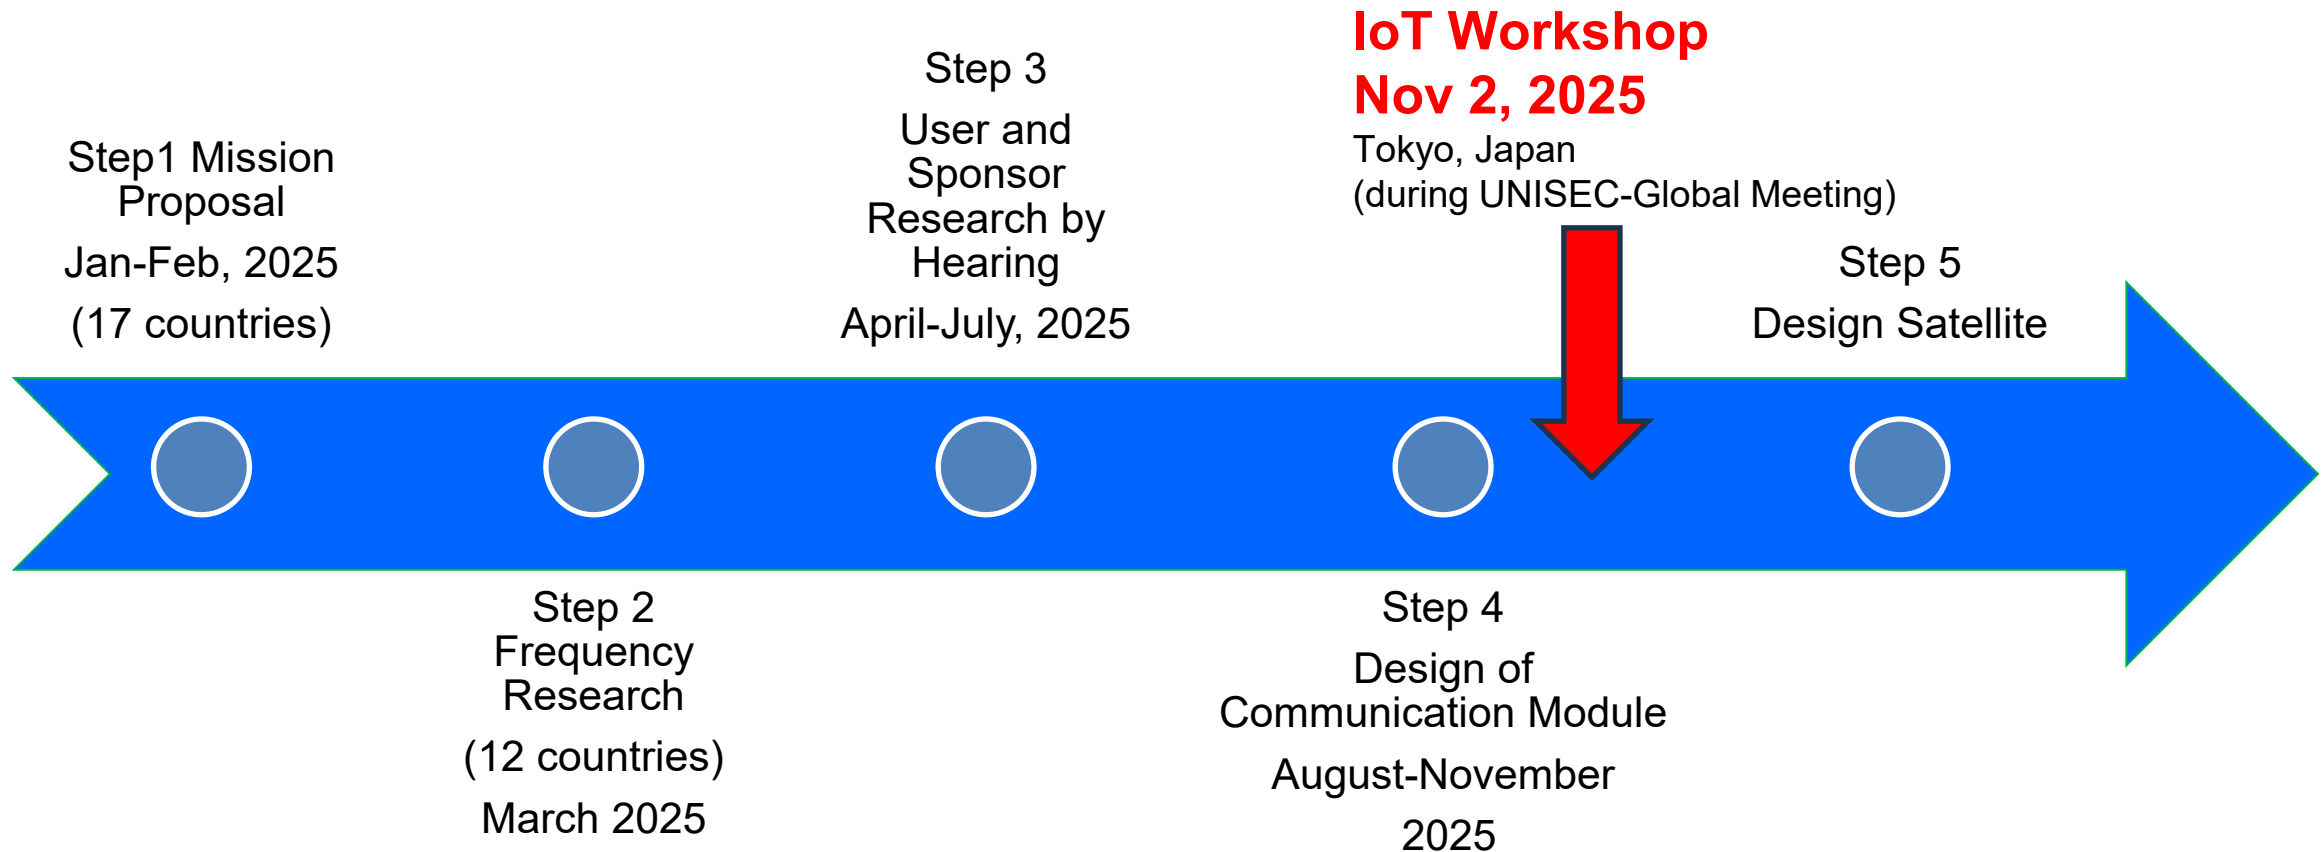 Step1 Mission
Proposal
Jan-Feb, 2025
(17 countries)
Step 2
Frequency
Research
(12 countries)
March 2025
Step 3
User and
Sponsor
Research by
Hearing
April-July, 2025
Step 4
Design of
Communication Module
August-November
2025
IoT Workshop
Nov 2, 2025
Tokyo, Japan
(during UNISEC-Global Meeting)
Step 5
Design Satellite